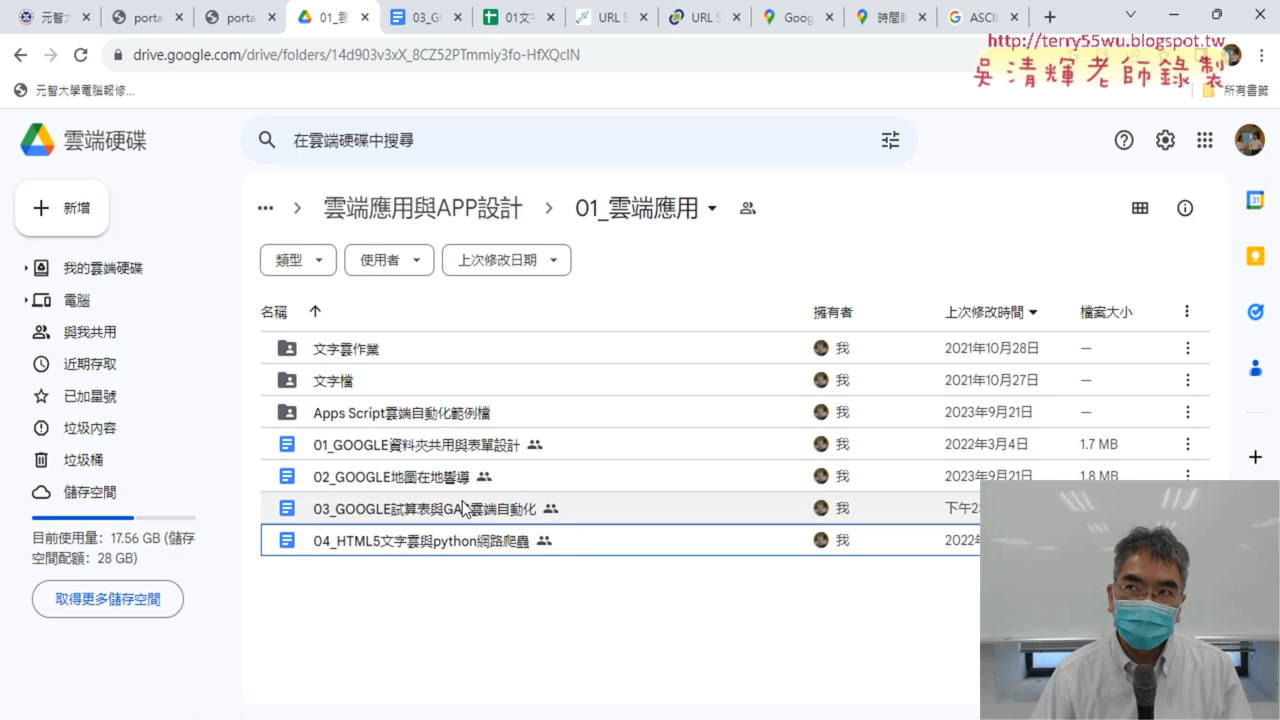 元智大
porta
porta
01_雲
03_G
01文字
URL S
URL S
Goog
時間
ASCII
drive.google.com/drive/folders/14d903v3xX_8CZ52PTmmiy3fo-HfXQclN
http://terry55wu.blogspot.tw
吳清輝老師錄製
元智大學電腦報修...
所有書籤
雲端硬碟
在雲端硬碟中搜尋
新增
雲端應用與APP設計
01_雲端應用
類型
使用者
上次修改日期
我的雲端硬碟
電腦
與我共用
近期存取
已加星號
垃圾內容
垃圾桶
儲存空間
目前使用量：17.56 GB (儲存
空間配額：28 GB)
取得更多儲存空間
名稱 擁有者 上次修改時間 檔案大小
文字雲作業 我 2021年10月28日 —
文字檔 我 2021年10月27日 —
Apps Script雲端自動化範例檔 我 2023年9月21日 —
01_GOOGLE資料夾共用與表單設計 我 2022年3月4日 1.7 MB
02_GOOGLE地圖在地嚮導 我 2023年9月21日 1.8 MB
03_GOOGLE試算表與GAS雲端自動化 我 下午2
04_HTML5文字雲與python網路爬蟲 我 2022
31